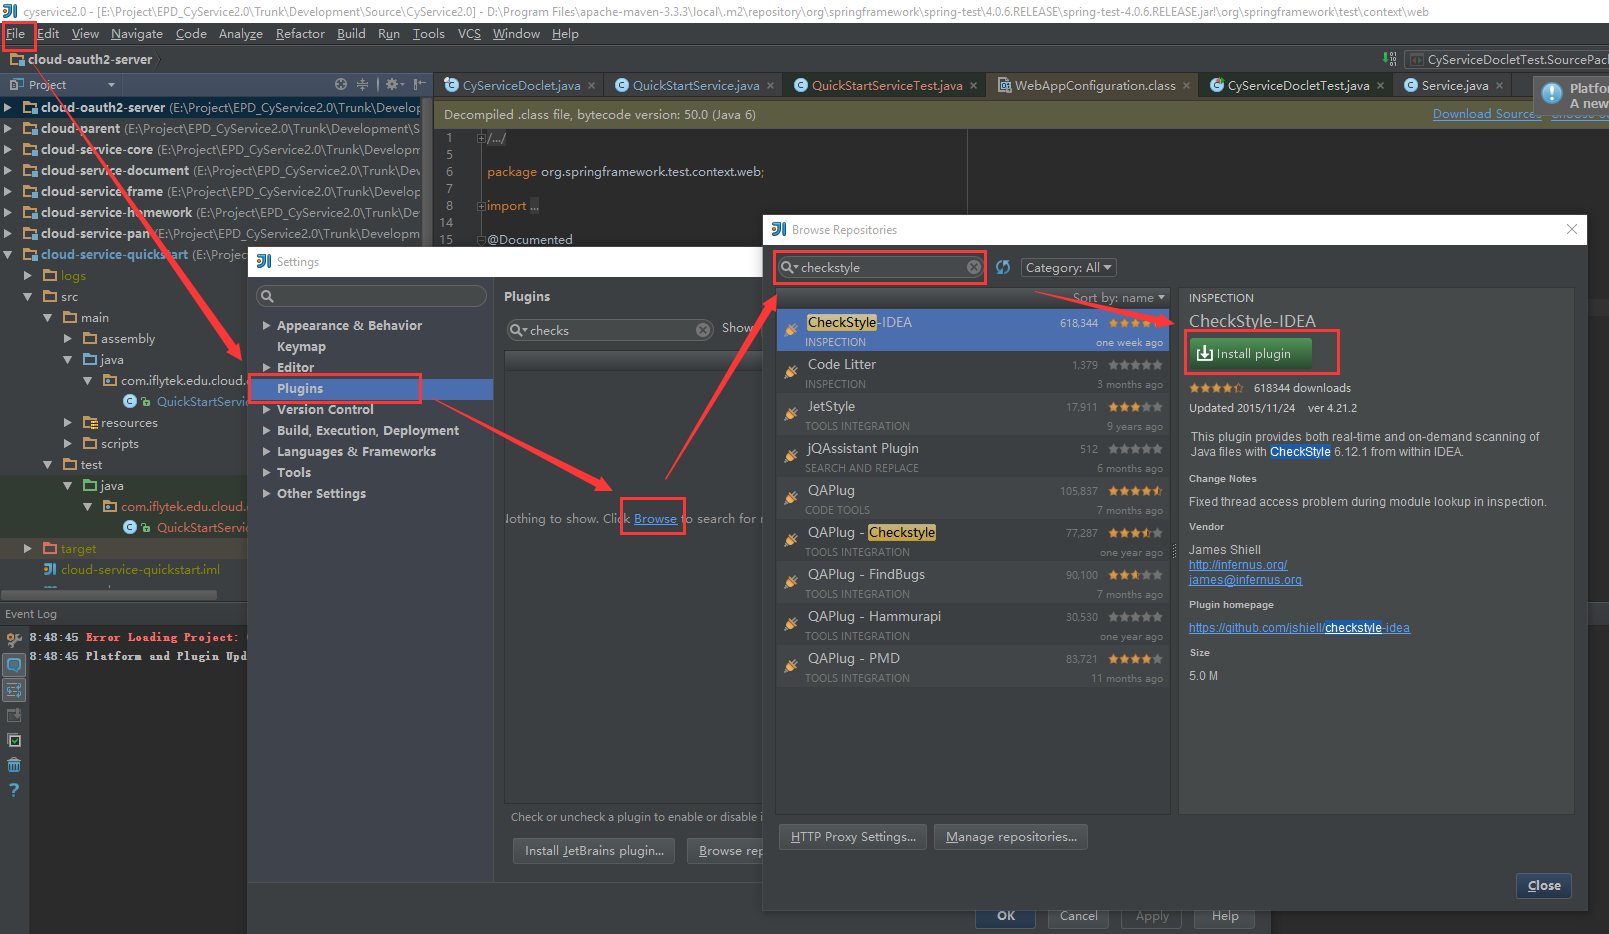 cyservice2.0 - [E:\Project\EPD_CyService2.0\Trunk\Development\Source\CyService2.0] - D:\Program Files\apache-maven-3.3.3\local\.m2\repository\org\springframework\spring-test\4.0.6.RELEASE\spring-test-4.0.6.RELEASE.jar!\org\springframework\test\context\web
File Edit View Navigate Code Analyze Refactor Build Run Tools VCS Window Help
cloud-oauth2-server
CyServiceDocletTest.SourcePac
Project
CyServiceDoclet.java
QuickStartService.java
QuickStartServiceTest.java
WebAppConfiguration.class
CyServiceDocletTest.java
Service.java
Platfor
A new
Decompiled .class file, bytecode version: 50.0 (Java 6)
Download Sources
cloud-oauth2-server (E:\Project\EPD_CyService2.0\Trunk\Develop
cloud-parent (E:\Project\EPD_CyService2.0\Trunk\Development\S
cloud-service-core (E:\Project\EPD_CyService2.0\Trunk\Developm
cloud-service-document (E:\Project\EPD_CyService2.0\Trunk\Deve
cloud-service-frame (E:\Project\EPD_CyService2.0\Trunk\Develop
cloud-service-homework (E:\Project\EPD_CyService2.0\Trunk\De
cloud-service-pan (E:\Project\EPD_CyService2.0\Trunk\Developm
cloud-service-quickstart (E:\Project\EPD_CyService2.0\Trunk\De
logs
src
main
assembly
java
com.iflytek.edu.cloud.
QuickStartServic
resources
scripts
test
java
com.iflytek.edu.cloud.
QuickStartServic
target
cloud-service-quickstart.iml
1 /.../
5
6 package org.springframework.test.context.web;
7
8 import ...
14
15 @Documented
Event Log
8:48:45 Error Loading Project:
8:48:45 Platform and Plugin Upd
Settings
Appearance & Behavior
Keymap
Editor
Plugins
Version Control
Build, Execution, Deployment
Languages & Frameworks
Tools
Other Settings
Plugins
checks
Show
Nothing to show. Click Browse to search for
Check or uncheck a plugin to enable or disable i
Install JetBrains plugin...
Browse rep
OK Cancel Apply Help
Browse Repositories
checkstyle
Category: All
Sort by: name
CheckStyle-IDEA 618,344
INSPECTION one week ago
Code Litter 1,379
INSPECTION 3 months ago
JetStyle 17,911
TOOLS INTEGRATION 9 years ago
jQAssistant Plugin 512
SEARCH AND REPLACE 6 months ago
QAPlug 105,837
CODE TOOLS 7 months ago
QAPlug - Checkstyle 77,287
TOOLS INTEGRATION one year ago
QAPlug - FindBugs 90,100
TOOLS INTEGRATION 7 months ago
QAPlug - Hammurapi 30,530
TOOLS INTEGRATION one year ago
QAPlug - PMD 83,721
TOOLS INTEGRATION 11 months ago
INSPECTION
CheckStyle-IDEA
Install plugin
618344 downloads
Updated 2015/11/24 ver 4.21.2
This plugin provides both real-time and on-demand scanning of
Java files with CheckStyle 6.12.1 from within IDEA.
Change Notes
Fixed thread access problem during module lookup in inspection.
Vendor
James Shiell
http://infernus.org/
james@infernus.org
Plugin homepage
https://github.com/jshiell/checkstyle-idea
Size
5.0 M
HTTP Proxy Settings...
Manage repositories...
Close